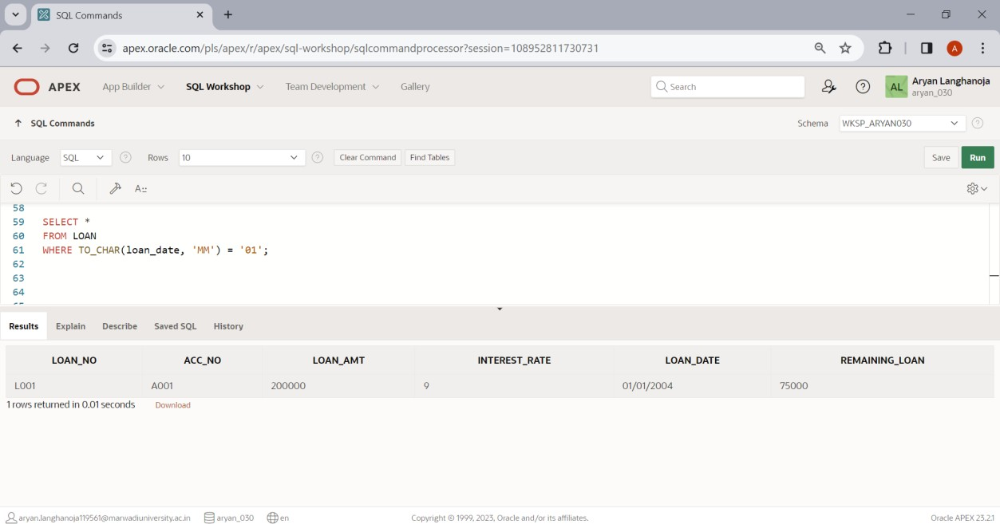 SQL Commands
apex.oracle.com/pls/apex/r/apex/sql-workshop/sqlcommandprocessor?session=108952811730731
A
APEX App Builder SQL Workshop Team Development Gallery Search AL Aryan Langhanoja
aryan_030
SQL Commands Schema WKSP_ARYAN030
Language SQL Rows 10 Clear Command Find Tables Save Run
58
59 SELECT *
60 FROM LOAN
61 WHERE TO_CHAR(loan_date, 'MM') = '01';
62
63
64
Results Explain Describe Saved SQL History
LOAN_NO ACC_NO LOAN_AMT INTEREST_RATE LOAN_DATE REMAINING_LOAN
L001 A001 200000 9 01/01/2004 75000
1 rows returned in 0.01 seconds Download
aryan.langhanoja119561@marwadiuniversity.ac.in aryan_030 en Copyright © 1999, 2023, Oracle and/or its affiliates. Oracle APEX 23.2.1